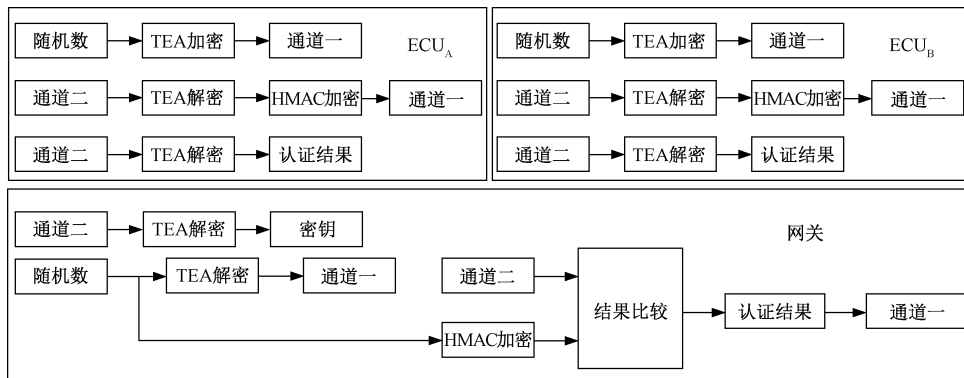 随机数 TEA加密 通道一 ECU_A
通道二 TEA解密 HMAC加密 通道一
通道二 TEA解密 认证结果
随机数 TEA加密 通道一 ECU_B
通道二 TEA解密 HMAC加密 通道一
通道二 TEA解密 认证结果
通道二 TEA解密 密钥 网关
随机数 TEA解密 通道一 通道二
HMAC加密 结果比较 认证结果 通道一